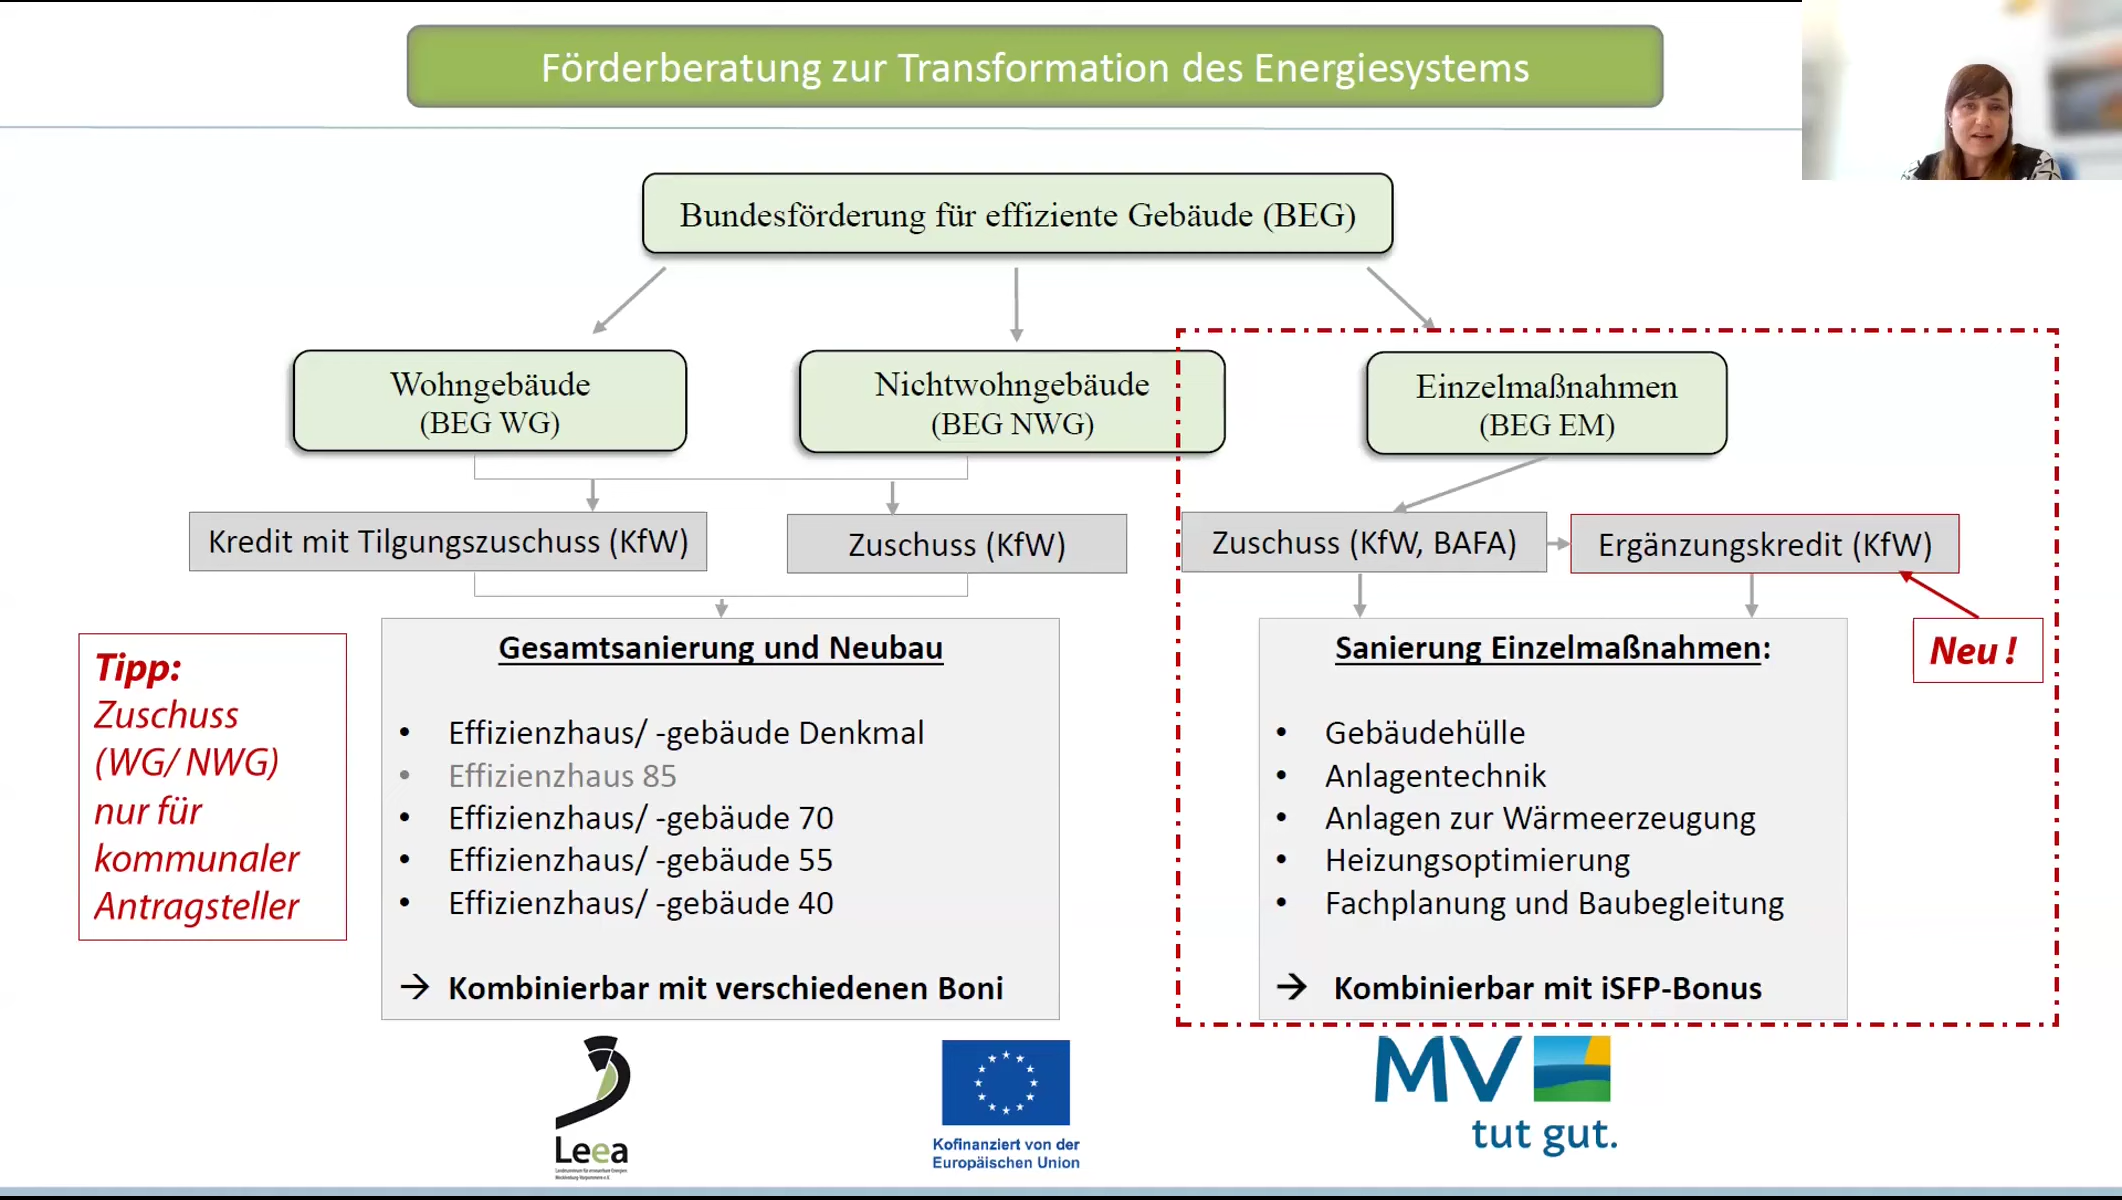 Förderberatung zur Transformation des Energiesystems
Bundesförderung für effiziente Gebäude (BEG)
Wohngebäude
(BEG WG)
Nichtwohngebäude
(BEG NWG)
Einzelmaßnahmen
(BEG EM)
Kredit mit Tilgungszuschuss (KfW)
Zuschuss (KfW)
Zuschuss (KfW, BAFA)
Ergänzungskredit (KfW)
Neu !
Tipp:
Zuschuss
(WG/ NWG)
nur für
kommunaler
Antragsteller
Gesamtsanierung und Neubau
• Effizienzhaus/ -gebäude Denkmal
• Effizienzhaus 85
• Effizienzhaus/ -gebäude 70
• Effizienzhaus/ -gebäude 55
• Effizienzhaus/ -gebäude 40
→ Kombinierbar mit verschiedenen Boni
Sanierung Einzelmaßnahmen:
• Gebäudehülle
• Anlagentechnik
• Anlagen zur Wärmeerzeugung
• Heizungsoptimierung
• Fachplanung und Baubegleitung
→ Kombinierbar mit iSFP-Bonus
Leea
Kofinanziert von der
Europäischen Union
MV
tut gut.